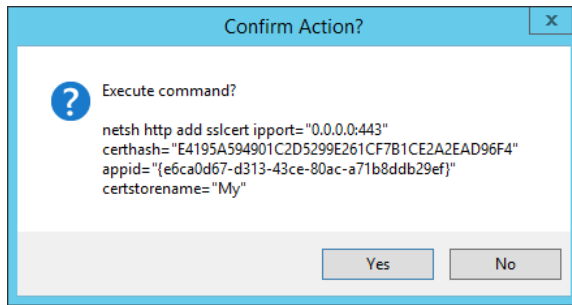 Confirm Action?
x
Execute command?
netsh http add sslcert ipport="0.0.0.0:443"
certhash="E4195A594901C2D5299E261CF7B1CE2A2EAD96F4"
appid="{e6ca0d67-d313-43ce-80ac-a71b8ddb29ef}"
certstorename="My"
Yes
No